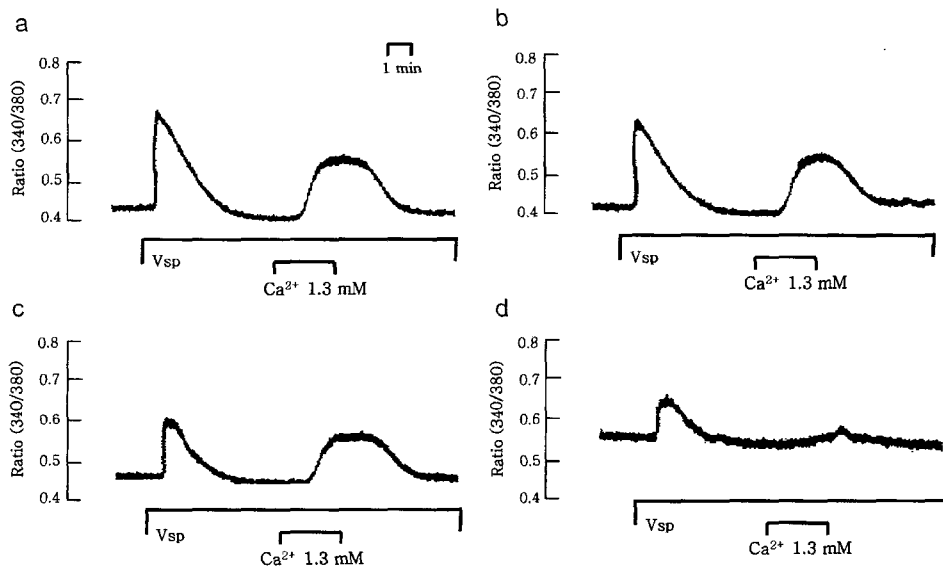 a
1 min
0.8
0.7
0.6
0.5
0.4
Ratio (340/380)
Vsp
Ca²⁺ 1.3 mM
b
0.8
0.7
0.6
0.5
0.4
Ratio (340/380)
Vsp
Ca²⁺ 1.3 mM
c
0.8
0.7
0.6
0.5
0.4
Ratio (340/380)
Vsp
Ca²⁺ 1.3 mM
d
0.8
0.7
0.6
0.5
0.4
Ratio (340/380)
Vsp
Ca²⁺ 1.3 mM